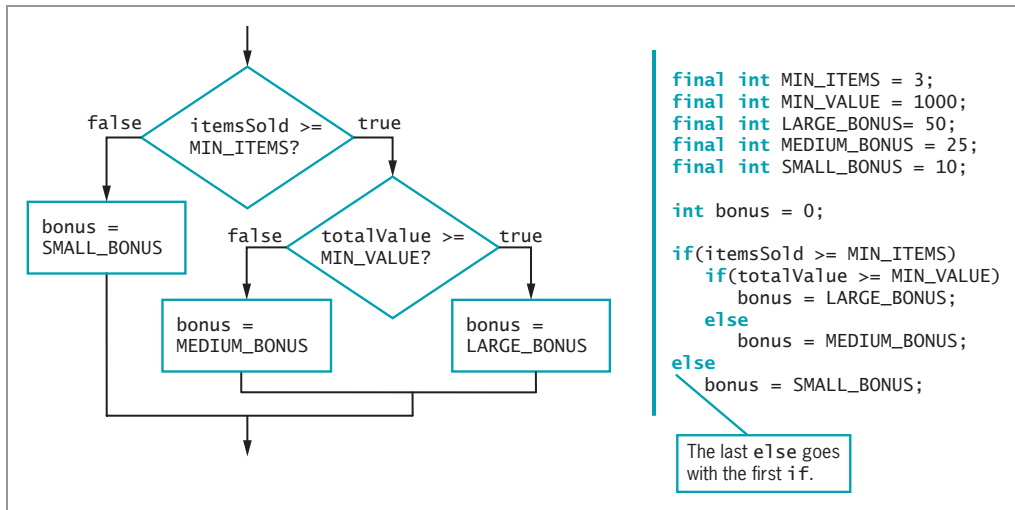 false
itemsSold >=
MIN_ITEMS?
true
bonus =
SMALL_BONUS
false
totalValue >=
MIN_VALUE?
true
bonus =
MEDIUM_BONUS
bonus =
LARGE_BONUS
final int MIN_ITEMS = 3;
final int MIN_VALUE = 1000;
final int LARGE_BONUS= 50;
final int MEDIUM_BONUS = 25;
final int SMALL_BONUS = 10;
int bonus = 0;
if(itemsSold >= MIN_ITEMS)
if(totalValue >= MIN_VALUE)
bonus = LARGE_BONUS;
else
bonus = MEDIUM_BONUS;
else
bonus = SMALL_BONUS;
The last else goes
with the first if.